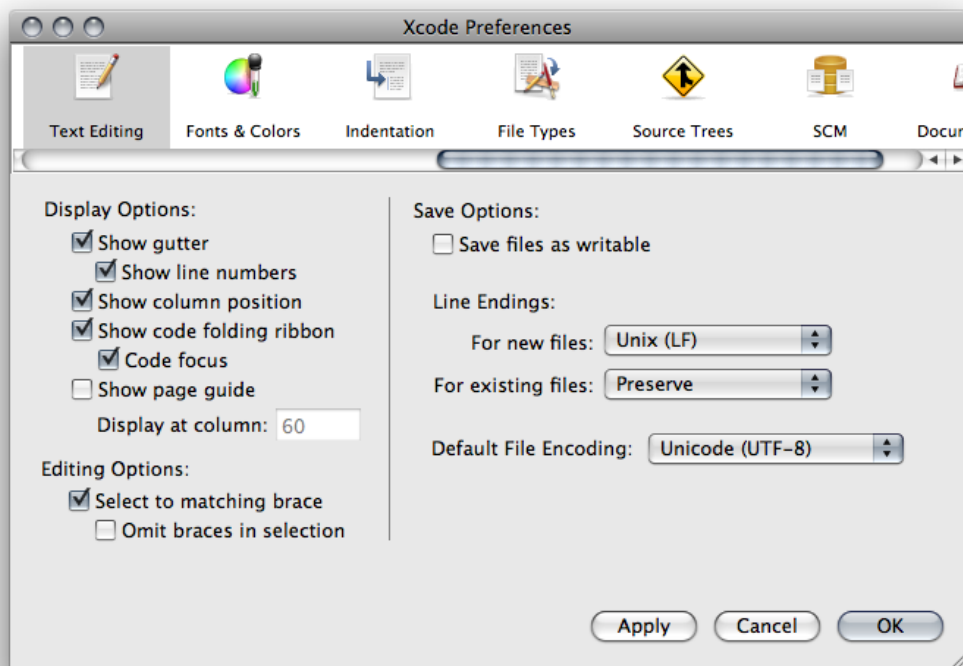 Xcode Preferences
Text Editing
Fonts & Colors
Indentation
File Types
Source Trees
SCM
Display Options:
Show gutter
Show line numbers
Show column position
Show code folding ribbon
Code focus
Show page guide
Display at column: 60
Editing Options:
Select to matching brace
Omit braces in selection
Save Options:
Save files as writable
Line Endings:
For new files: Unix (LF)
For existing files: Preserve
Default File Encoding: Unicode (UTF-8)
Apply
Cancel
OK